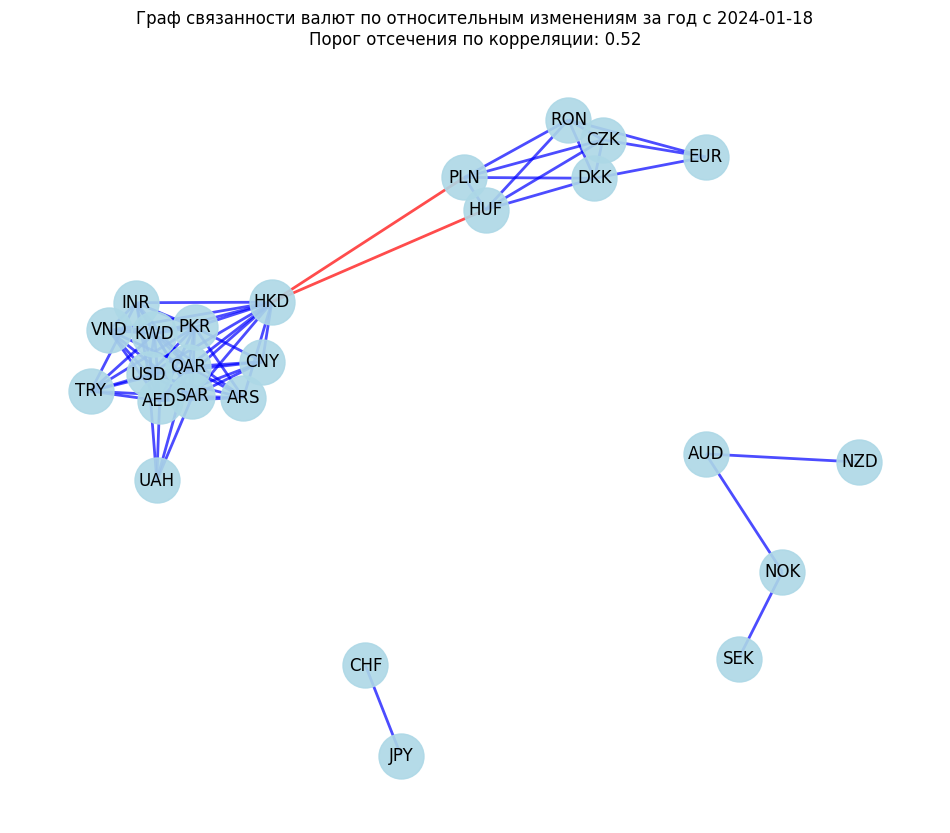 Граф связанности валют по относительным изменениям за год с 2024-01-18
Порог отсечения по корреляции: 0.52
RON
CZK
EUR
PLN
DKK
HUF
INR
HKD
VND
KWD
PKR
CNY
USD
QAR
TRY
AED
SAR
ARS
UAH
AUD
NZD
NOK
SEK
CHF
JPY